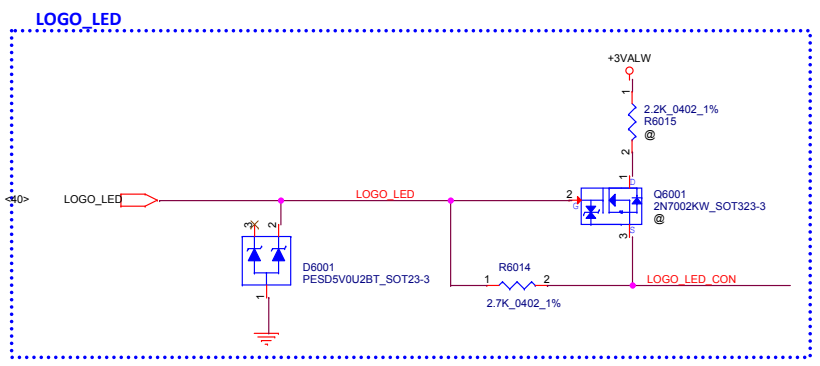 LOGO_LED
+3VALW
1
2.2K_0402_1%
R6015
@
2
1
D
<40>
LOGO_LED
LOGO_LED
2
G
Q6001
2N7002KW_SOT323-3
@
S
3
3
2
D6001
PESD5V0U2BT_SOT23-3
1
R6014
1
2
2.7K_0402_1%
LOGO_LED_CON